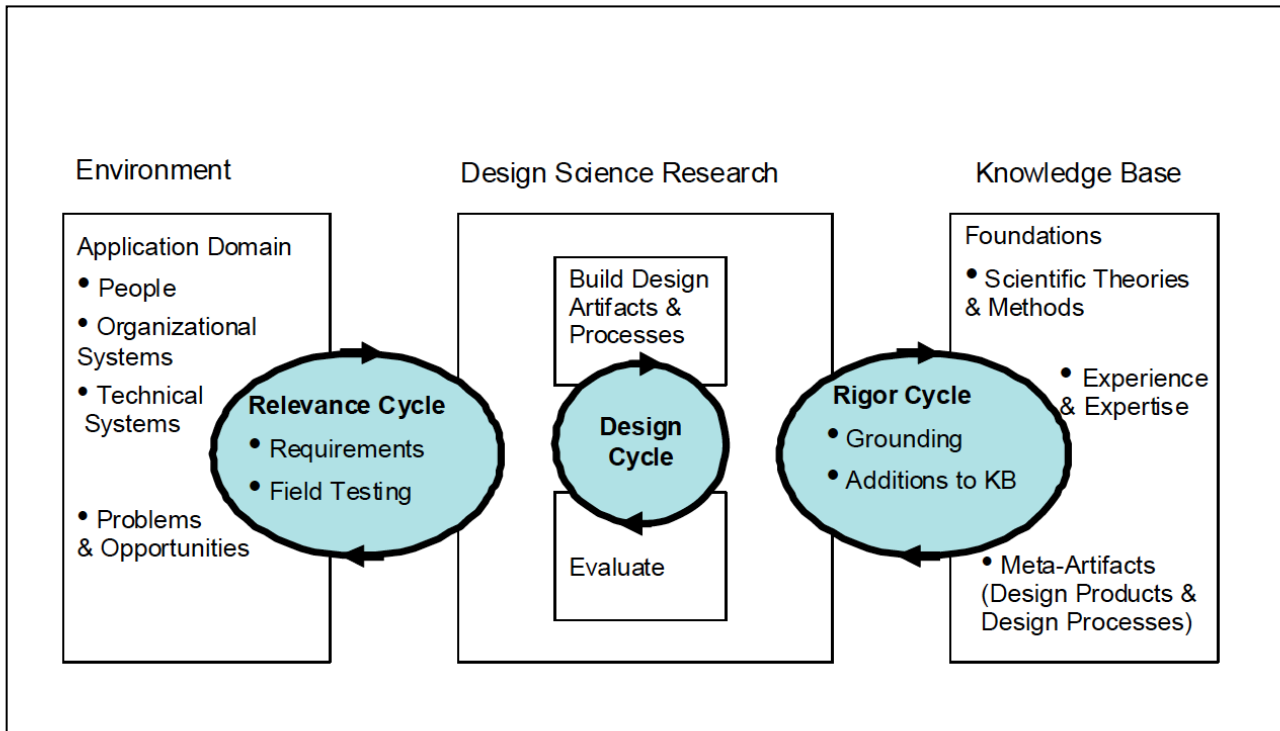 Environment
Design Science Research
Knowledge Base
Application Domain
• People
• Organizational
Systems
• Technical
Systems
• Problems
& Opportunities
Relevance Cycle
• Requirements
• Field Testing
Build Design
Artifacts &
Processes
Design
Cycle
Evaluate
Rigor Cycle
• Grounding
• Additions to KB
Foundations
• Scientific Theories
& Methods
• Experience
& Expertise
• Meta-Artifacts
(Design Products &
Design Processes)